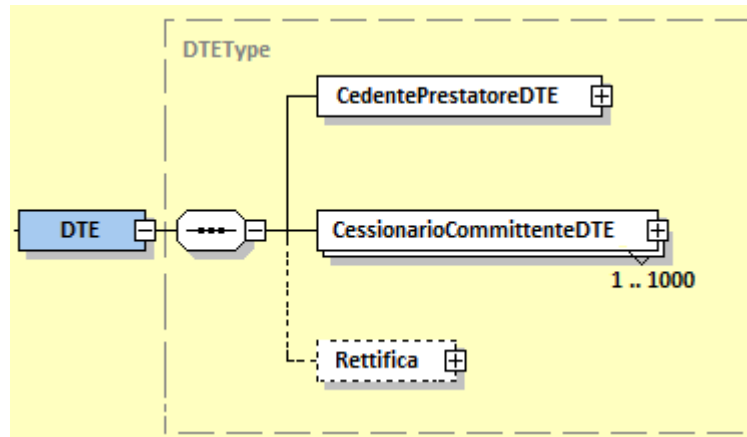 DTEType
CedentePrestatoreDTE
DTE
CessionarioCommittenteDTE
1 .. 1000
Rettifica